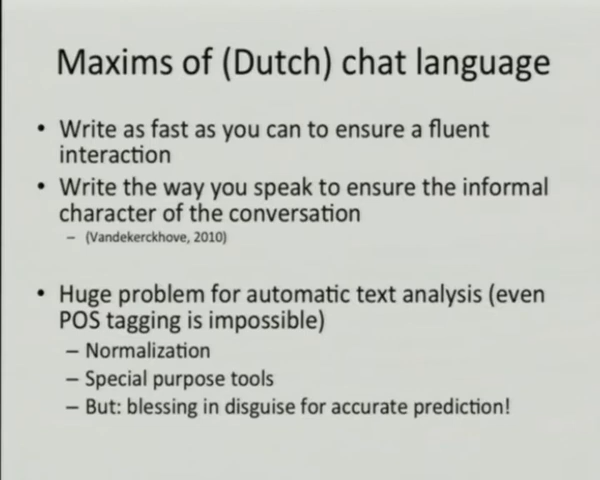 Maxims of (Dutch) chat language
• Write as fast as you can to ensure a fluent
interaction
• Write the way you speak to ensure the informal
character of the conversation
– (Vandekerckhove, 2010)
• Huge problem for automatic text analysis (even
POS tagging is impossible)
– Normalization
– Special purpose tools
– But: blessing in disguise for accurate prediction!